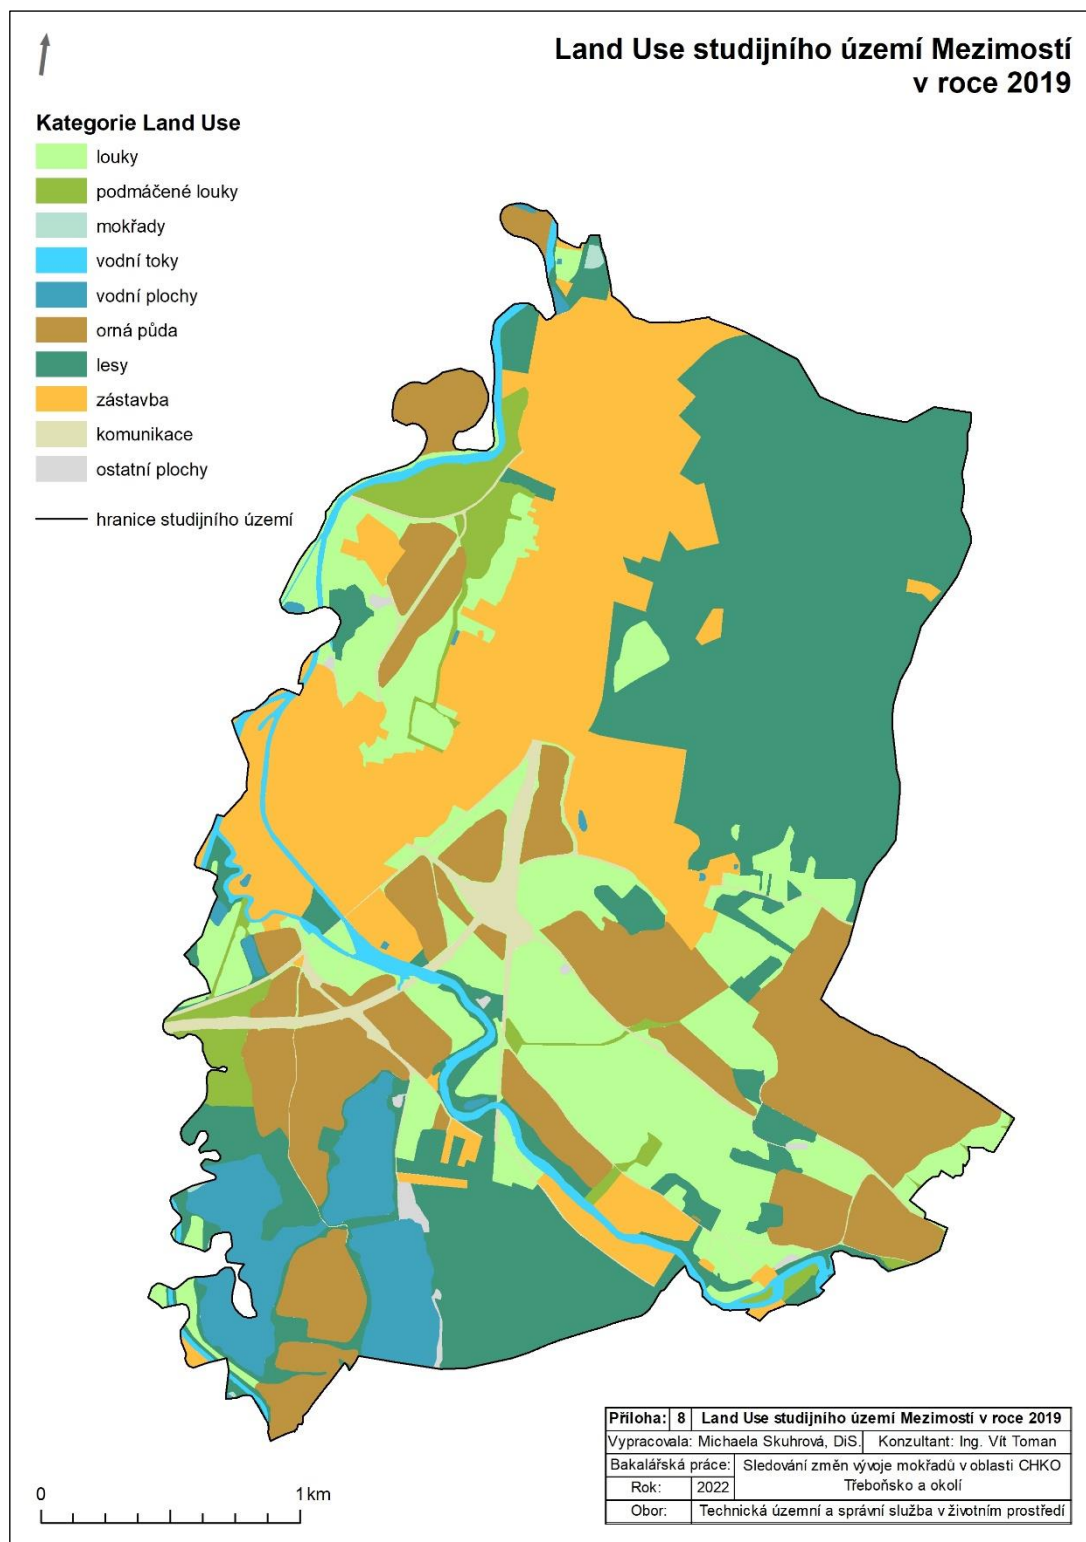 Land Use studijního území Mezimostí
v roce 2019
Kategorie Land Use
louky
podmáčené louky
mokřady
vodní toky
vodní plochy
orná půda
lesy
zástavba
komunikace
ostatní plochy
hranice studijního území
0 1 km
Příloha: 8 Land Use studijního území Mezimostí v roce 2019
Vypracovala: Michaela Skuhrová, DiS. Konzultant: Ing. Vít Toman
Bakalářská práce: Sledování změn vývoje mokřadů v oblasti CHKO
Rok: 2022 Třeboňsko a okolí
Obor: Technická územní a správní služba v životním prostředí